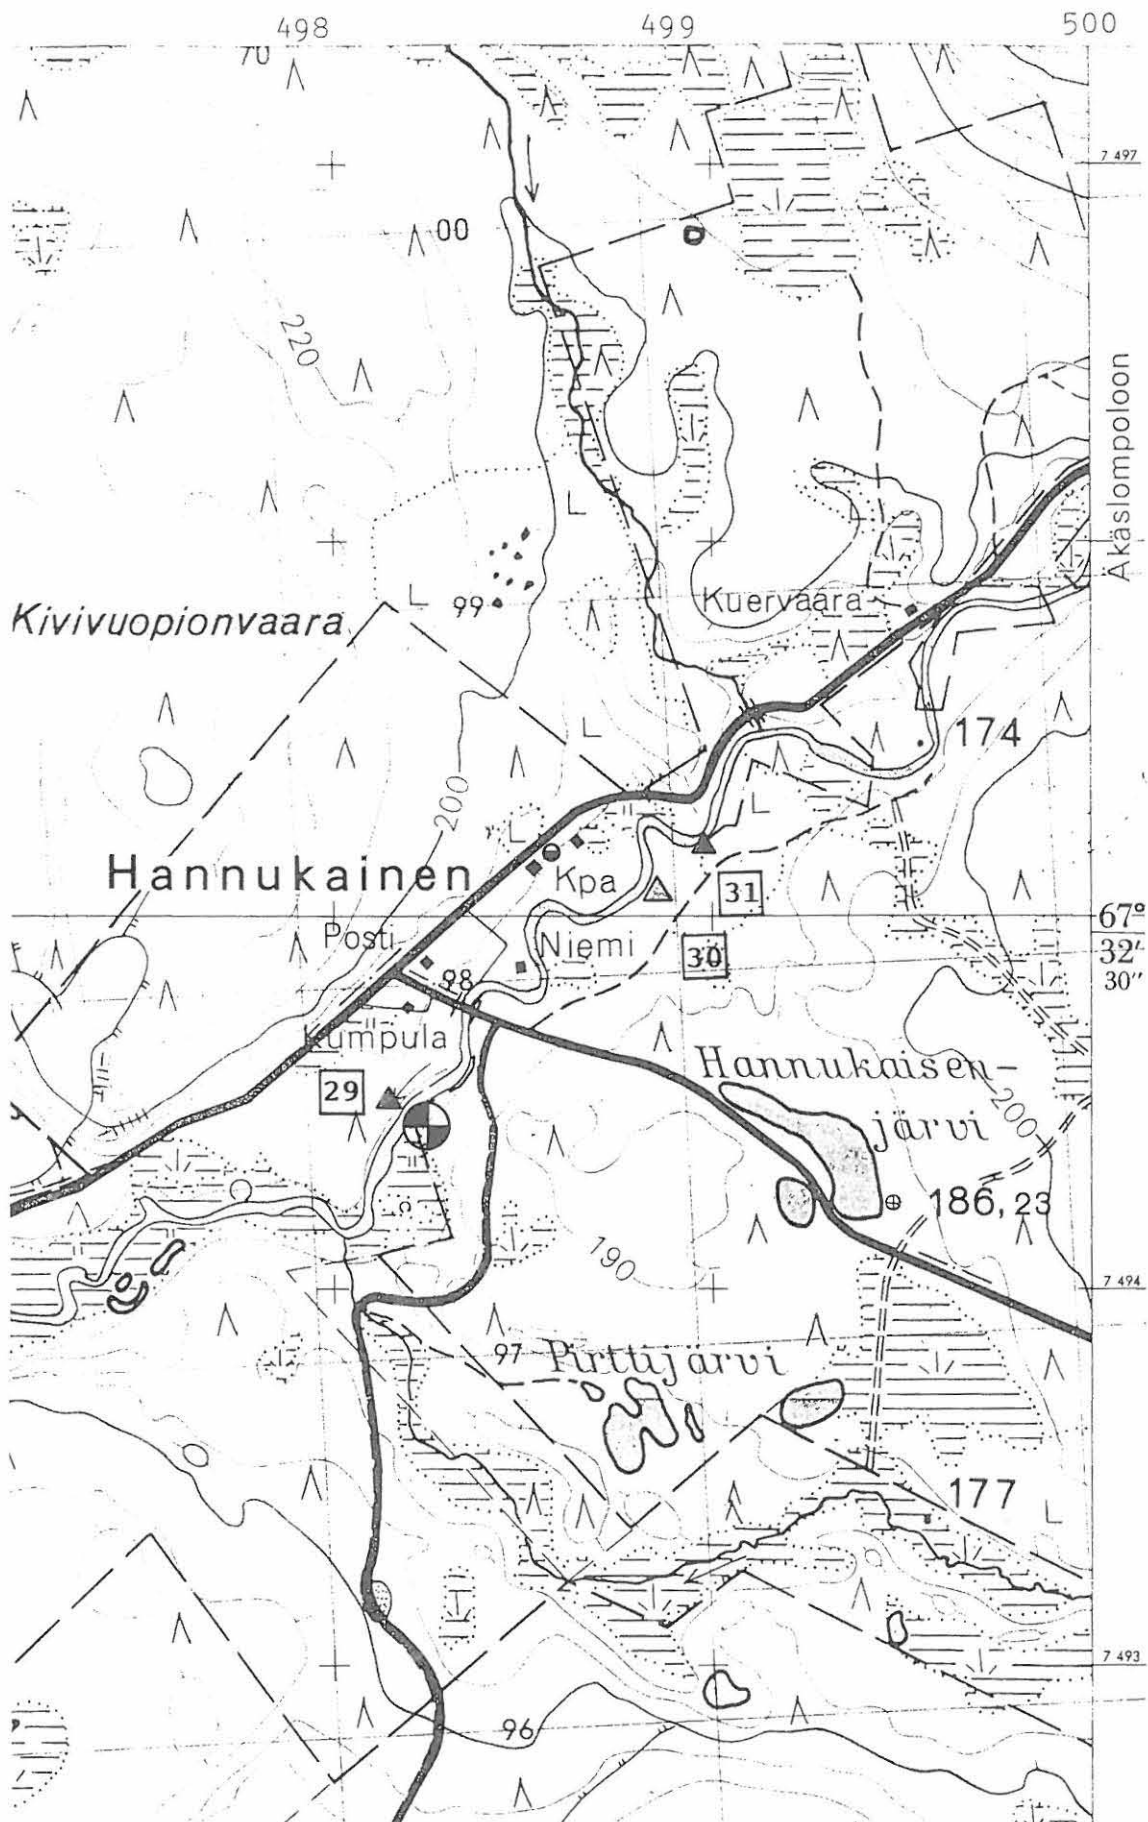 498
499
500
70
7 497
00
220
Äkäslompoloon
Kuervaara
99
Kivivuopionvaara
174
200
Hannukainen
Kpa
31
67°
Posti
Niemi
30
32'
98
30"
Kumpula
Hannukaisen-
29
järvi
200
186,23
190
7 494
97
Pirttijärvi
177
7 493
96